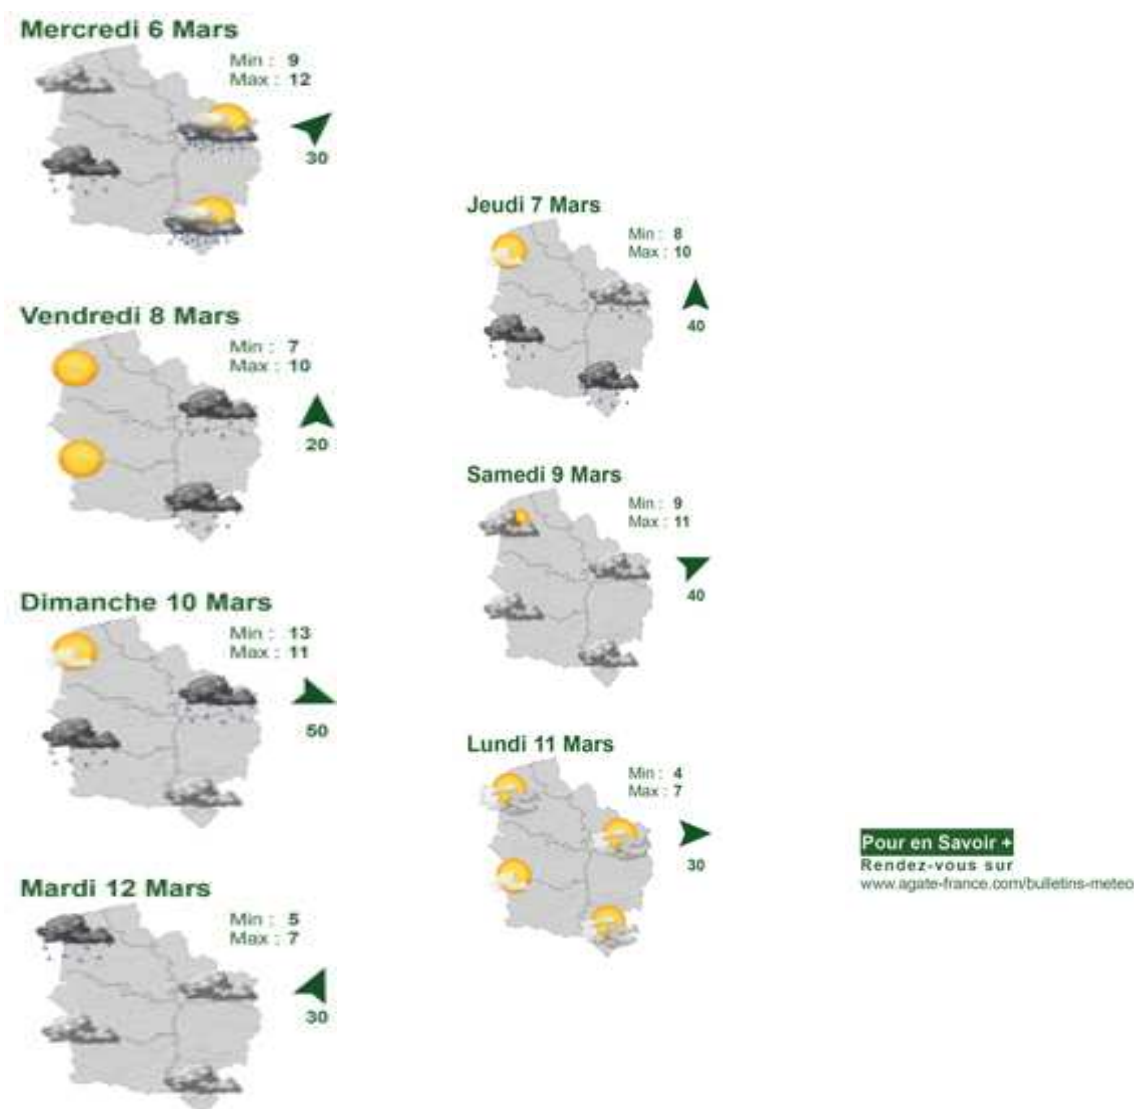 Mercredi 6 Mars
Min : 9
Max : 12
30
Jeudi 7 Mars
Min : 8
Max : 10
40
Vendredi 8 Mars
Min : 7
Max : 10
20
Samedi 9 Mars
Min : 9
Max : 11
40
Dimanche 10 Mars
Min : 13
Max : 11
50
Lundi 11 Mars
Min : 4
Max : 7
30
Mardi 12 Mars
Min : 5
Max : 7
30
Pour en Savoir +
Rendez-vous sur
www.agate-france.com/bulletins-meteo